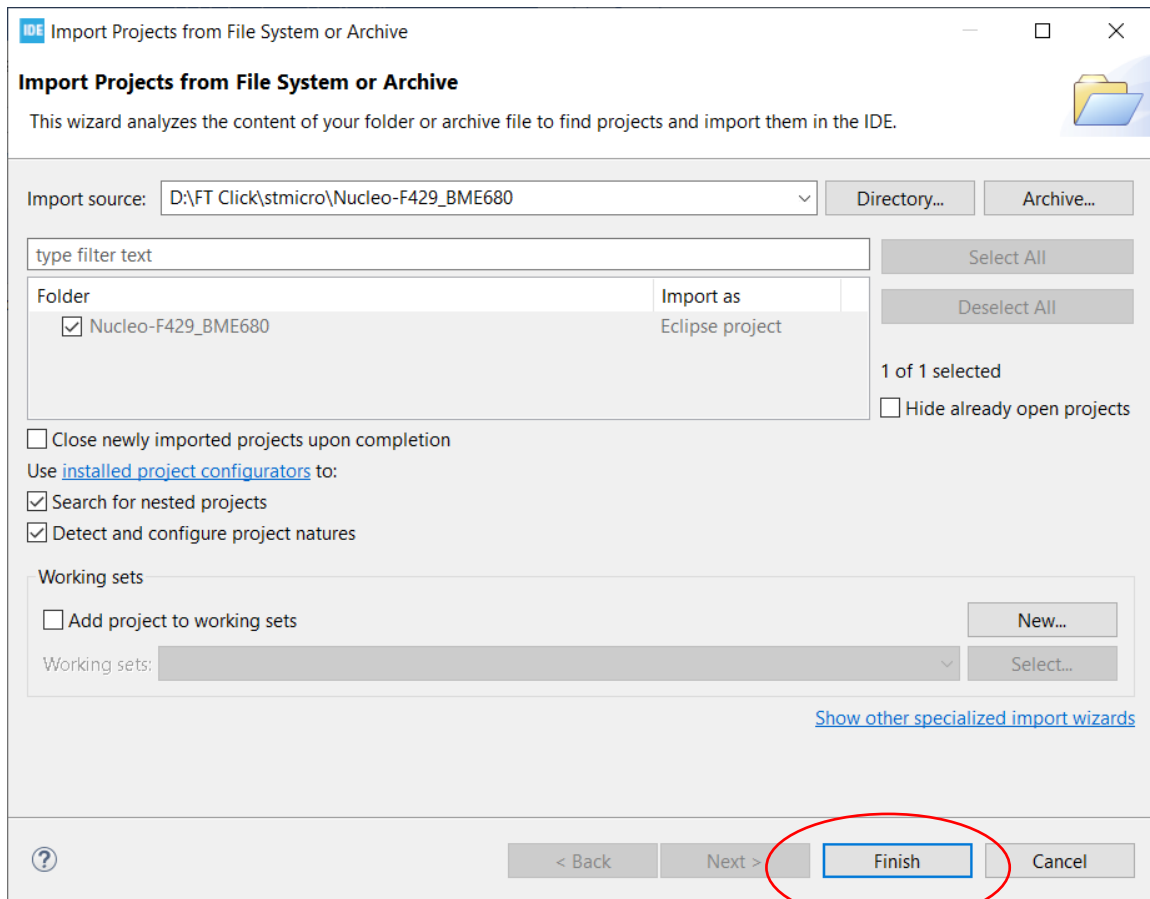 IDE Import Projects from File System or Archive
Import Projects from File System or Archive
This wizard analyzes the content of your folder or archive file to find projects and import them in the IDE.
Import source: D:\FT Click\stmicro\Nucleo-F429_BME680 Directory... Archive...
type filter text Select All
Folder Import as Deselect All
Nucleo-F429_BME680 Eclipse project
1 of 1 selected
Hide already open projects
Close newly imported projects upon completion
Use installed project configurators to:
Search for nested projects
Detect and configure project natures
Working sets
Add project to working sets New...
Working sets: Select...
Show other specialized import wizards
? < Back Next > Finish Cancel